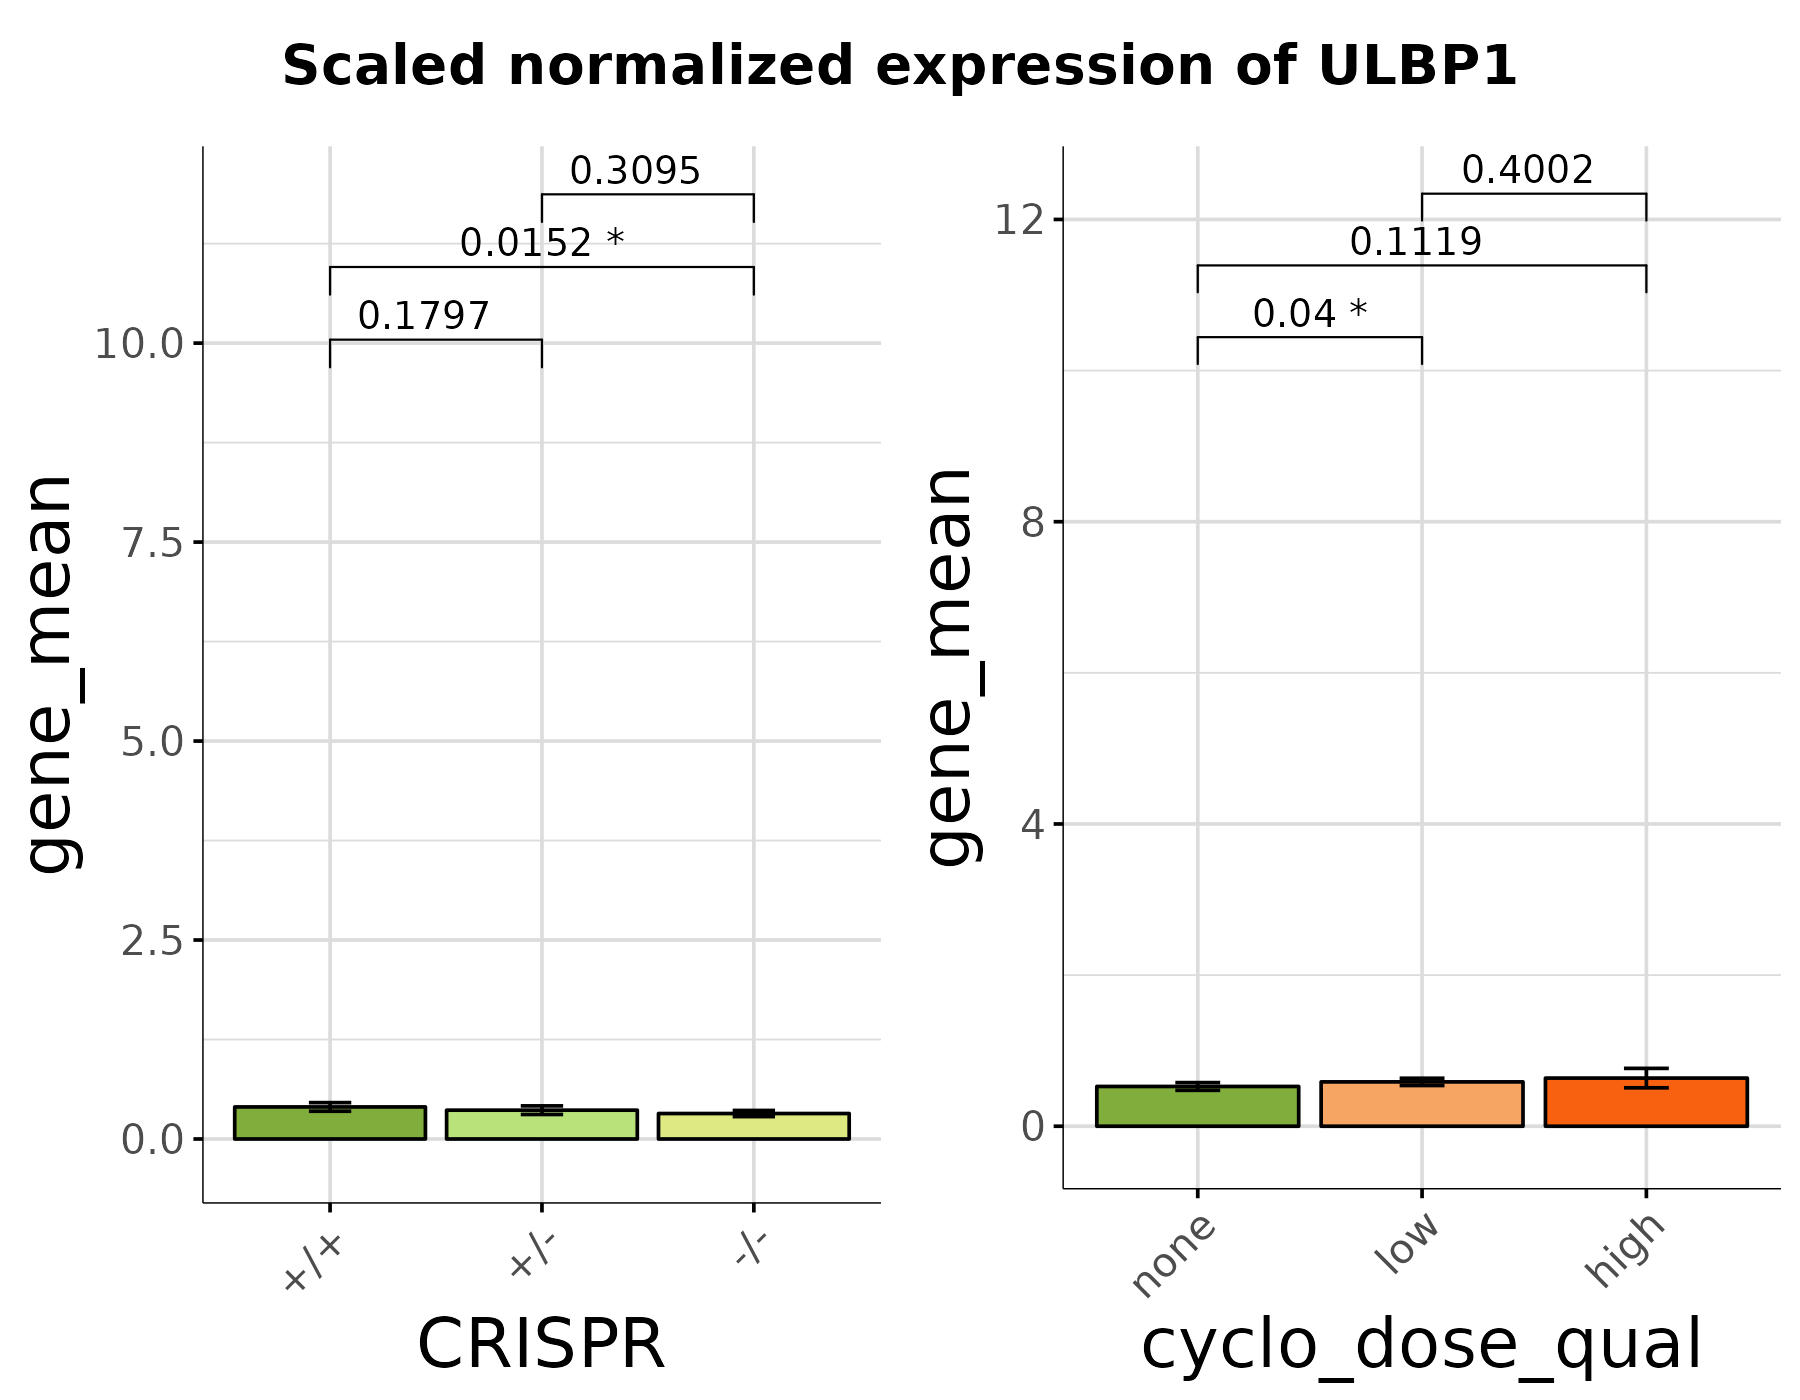 Scaled normalized expression of ULBP1
gene_mean
10.0
7.5
5.0
2.5
0.0
0.3095
0.0152 *
0.1797
+/+
+/-
-/-
CRISPR
gene_mean
12
8
4
0
0.4002
0.1119
0.04 *
none
low
high
cyclo_dose_qual